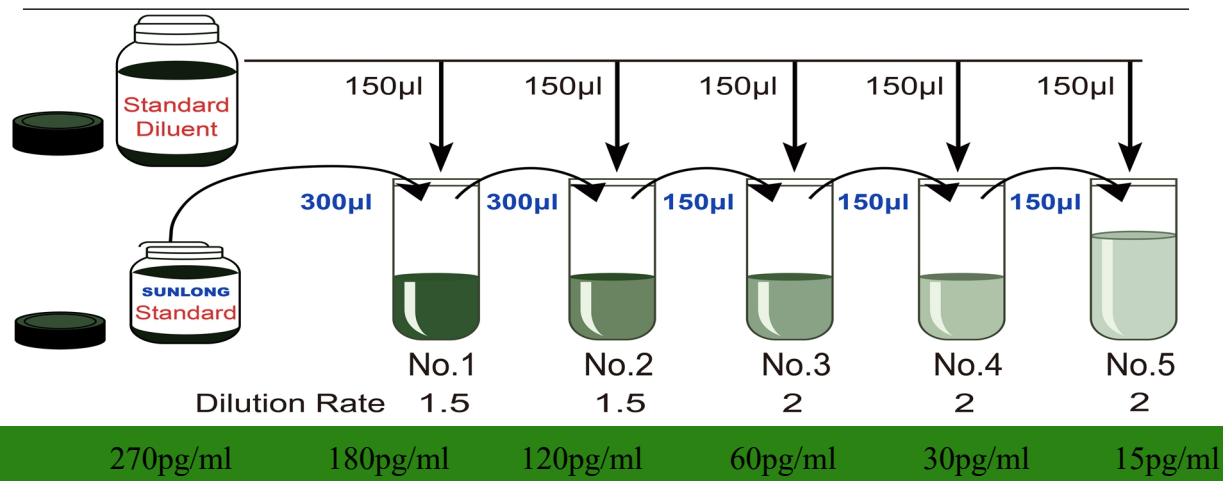 150µl 150µl 150µl 150µl 150µl
Standard
Diluent
300µl 300µl 150µl 150µl 150µl
SUNLONG
Standard
No.1 No.2 No.3 No.4 No.5
Dilution Rate 1.5 1.5 2 2 2
270pg/ml 180pg/ml 120pg/ml 60pg/ml 30pg/ml 15pg/ml